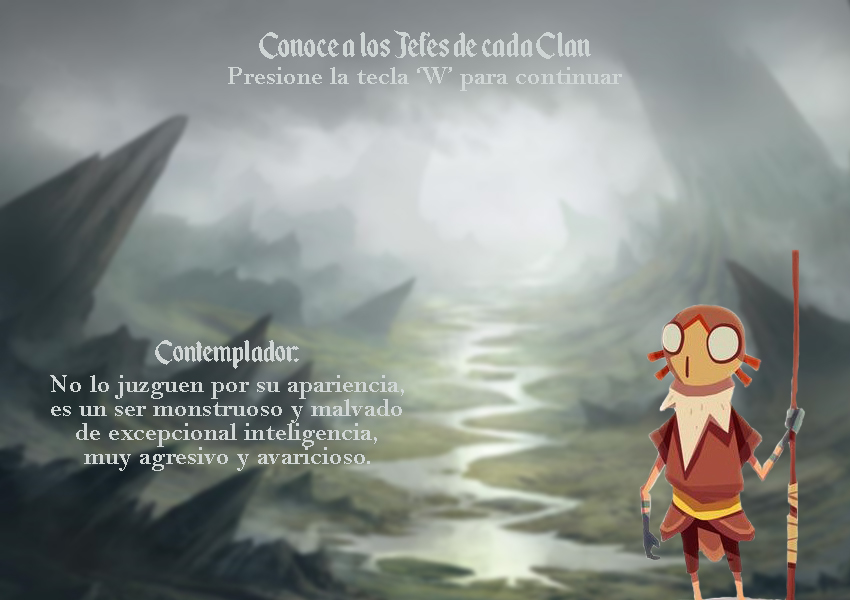 Conoce a los Jefes de cada Clan
Presione la tecla ‘W’ para continuar
Contemplador:
No lo juzguen por su apariencia,
es un ser monstruoso y malvado
de excepcional inteligencia,
muy agresivo y avaricioso.